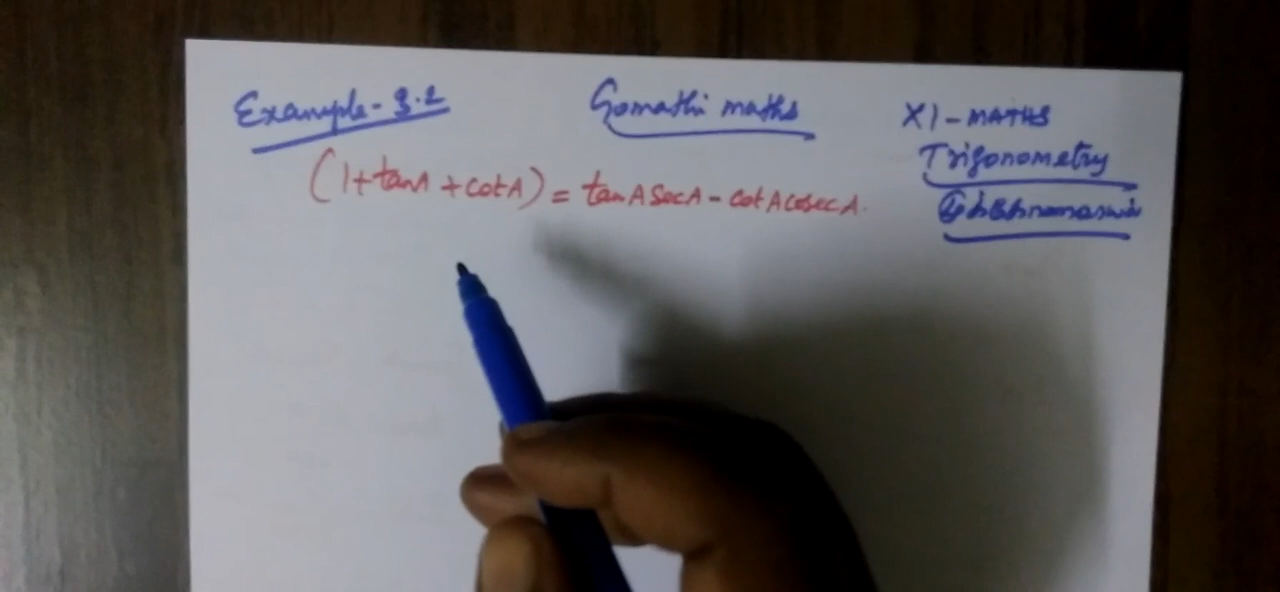 Example-3.2
Gomathi maths
XI-MATHS
Trigonometry
(1+tanA+cotA) = tanA SecA - cotA cosecA.